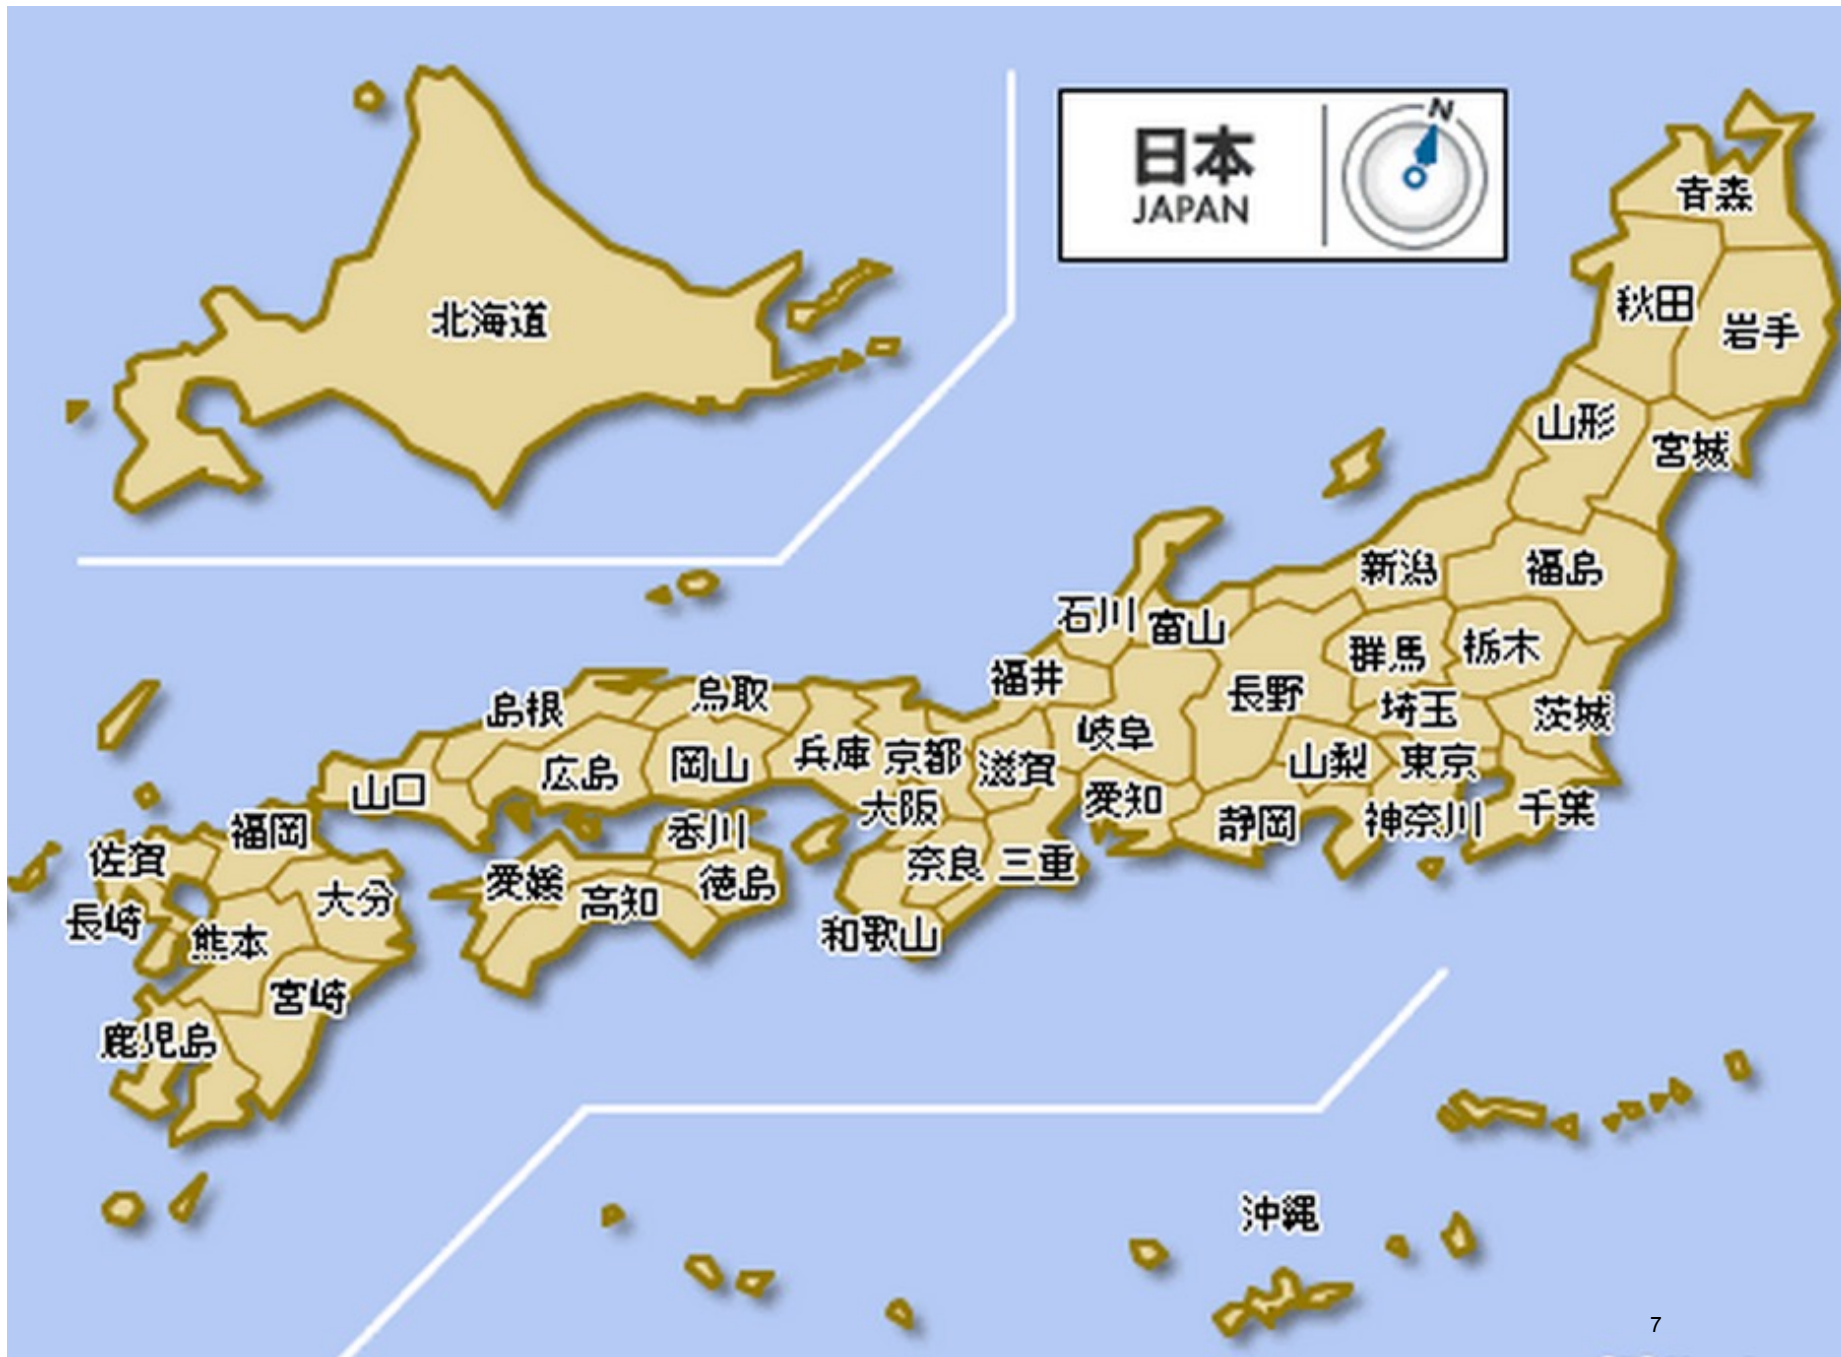 日本
JAPAN
N
北海道
青森
秋田
岩手
山形
宮城
新潟
福島
石川
富山
群馬
栃木
福井
長野
埼玉
茨城
島根
鳥取
岐阜
兵庫
京都
滋賀
山梨
東京
広島
岡山
山口
大阪
愛知
静岡
神奈川
千葉
福岡
香川
佐賀
奈良
三重
愛媛
徳島
大分
高知
長崎
熊本
和歌山
宮崎
鹿児島
沖縄
7